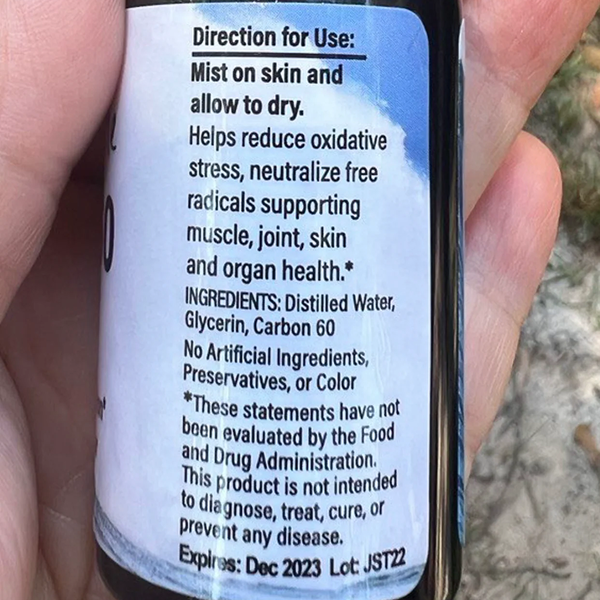 Direction for Use:
Mist on skin and
allow to dry.
Helps reduce oxidative
stress, neutralize free
radicals supporting
muscle, joint, skin
and organ health.*
INGREDIENTS: Distilled Water,
Glycerin, Carbon 60
No Artificial Ingredients,
Preservatives, or Color
*These statements have not
been evaluated by the Food
and Drug Administration.
This product is not intended
to diagnose, treat, cure, or
prevent any disease.
Expires: Dec 2023 Lot: JST22